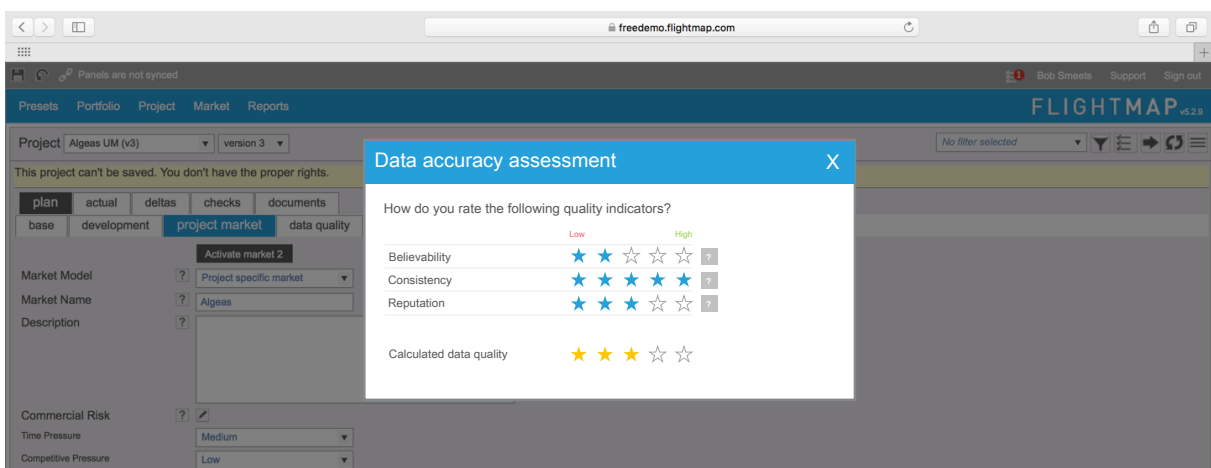 freedemo.flightmap.com
Panels are not synced
Bob Smeets Support Sign out
Presets Portfolio Project Market Reports
FLIGHTMAP v5.2.9
Project Algeas UM (v3) version 3
No filter selected
This project can't be saved. You don't have the proper rights.
plan actual deltas checks documents
base development project market data quality
Activate market 2
Market Model ? Project specific market
Market Name ? Algeas
Description ?
Commercial Risk ?
Time Pressure Medium
Competitive Pressure Low
Data accuracy assessment X
How do you rate the following quality indicators?
Low High
Believability ?
Consistency ?
Reputation ?
Calculated data quality